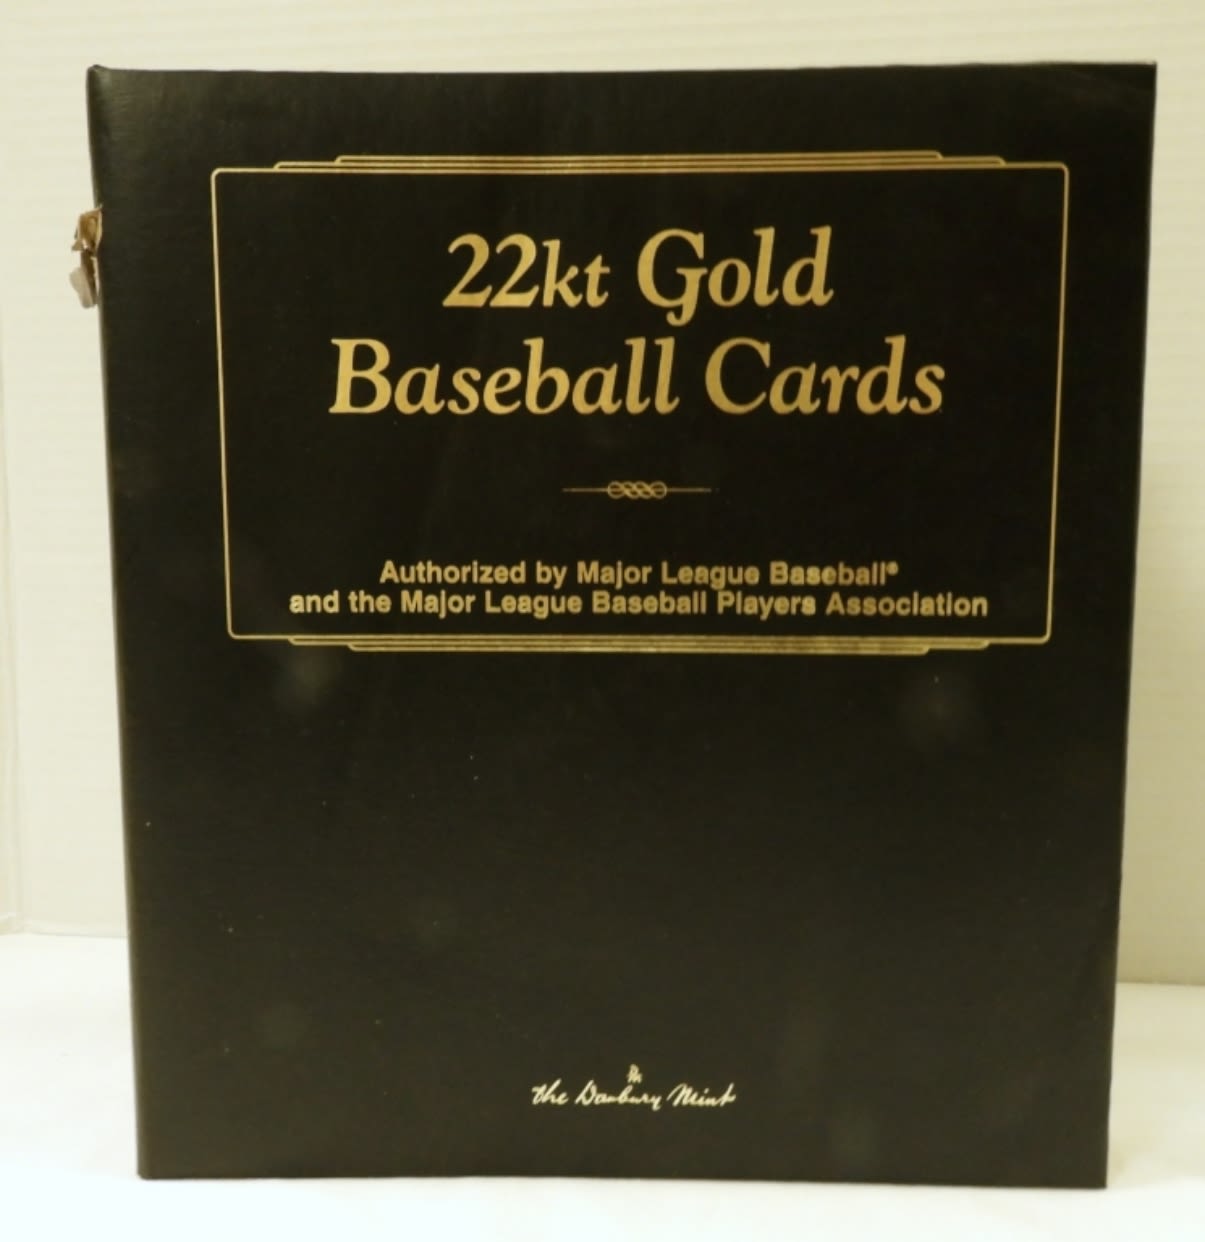 22kt Gold
Baseball Cards
Authorized by Major League Baseball®
and the Major League Baseball Players Association
The Danbury Mint